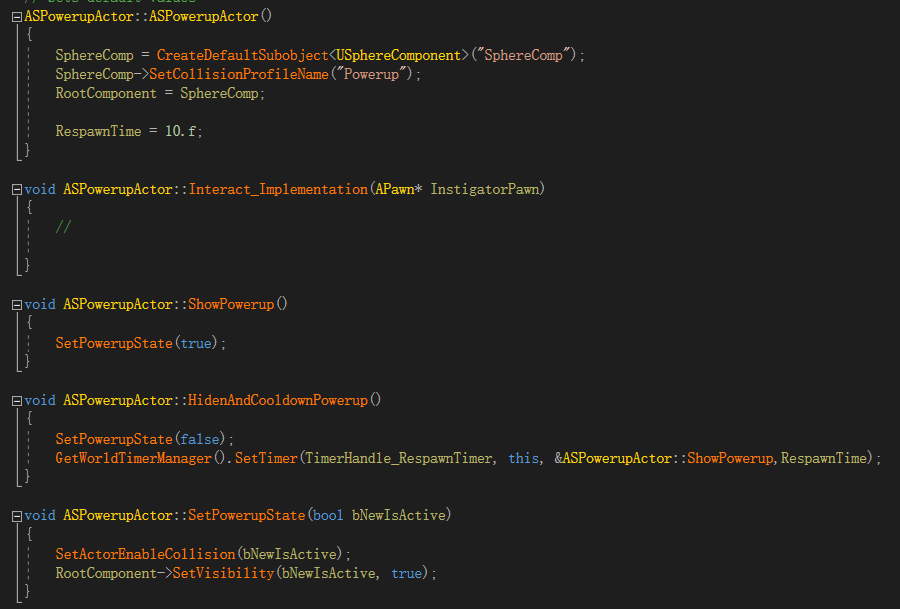 // Sets default values
ASPowerupActor::ASPowerupActor()
{
SphereComp = CreateDefaultSubobject<USphereComponent>("SphereComp");
SphereComp->SetCollisionProfileName("Powerup");
RootComponent = SphereComp;
RespawnTime = 10.f;
}
void ASPowerupActor::Interact_Implementation(APawn* InstigatorPawn)
{
//
}
void ASPowerupActor::ShowPowerup()
{
SetPowerupState(true);
}
void ASPowerupActor::HidenAndCooldownPowerup()
{
SetPowerupState(false);
GetWorldTimerManager().SetTimer(TimerHandle_RespawnTimer, this, &ASPowerupActor::ShowPowerup,RespawnTime);
}
void ASPowerupActor::SetPowerupState(bool bNewIsActive)
{
SetActorEnableCollision(bNewIsActive);
RootComponent->SetVisibility(bNewIsActive, true);
}